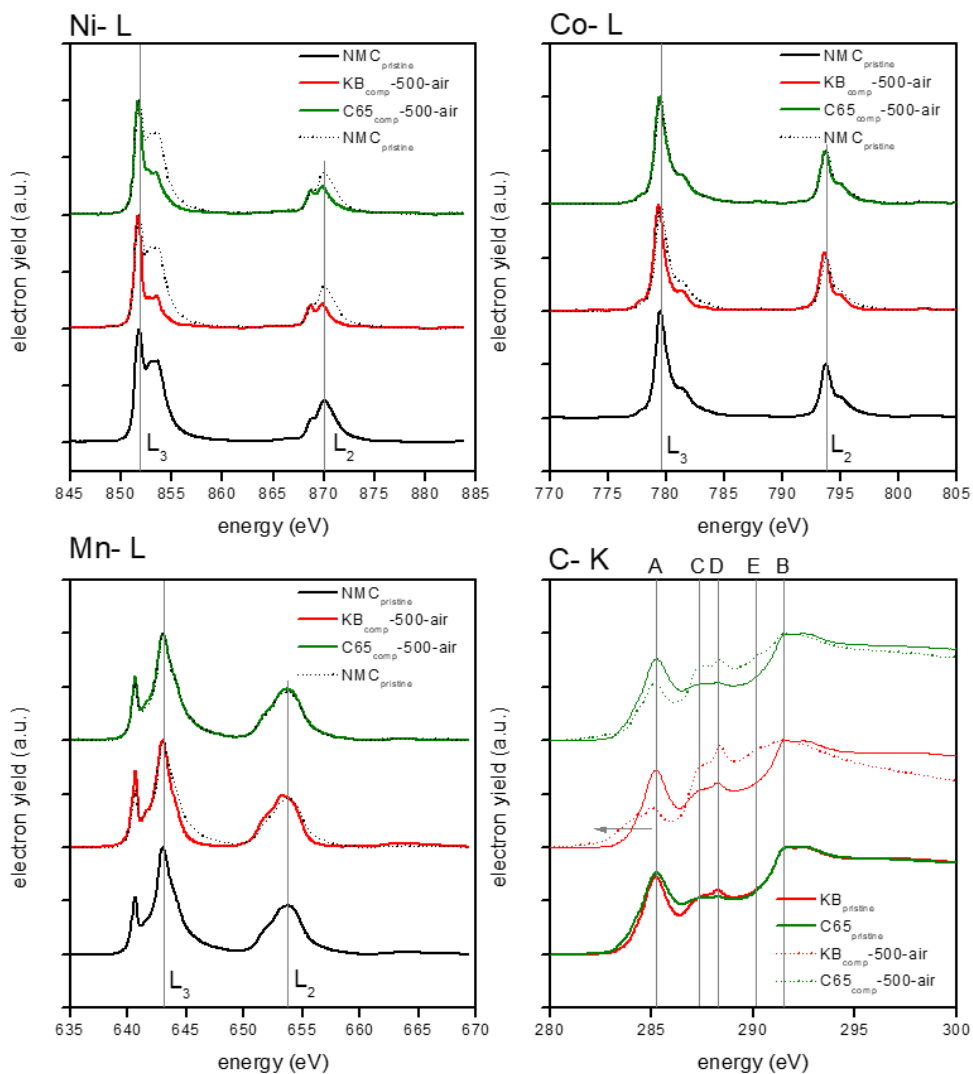 Ni- L
NMCpristine
KBcomp-500-air
C65comp-500-air
NMCpristine
electron yield (a.u.)
L3
L2
845 850 855 860 865 870 875 880 885
energy (eV)
Co- L
NMCpristine
KBcomp-500-air
C65comp-500-air
NMCpristine
electron yield (a.u.)
L3
L2
770 775 780 785 790 795 800 805
energy (eV)
Mn- L
NMCpristine
KBcomp-500-air
C65comp-500-air
NMCpristine
electron yield (a.u.)
L3
L2
635 640 645 650 655 660 665 670
energy (eV)
C- K
A C D E B
KBpristine
C65pristine
KBcomp-500-air
C65comp-500-air
electron yield (a.u.)
280 285 290 295 300
energy (eV)